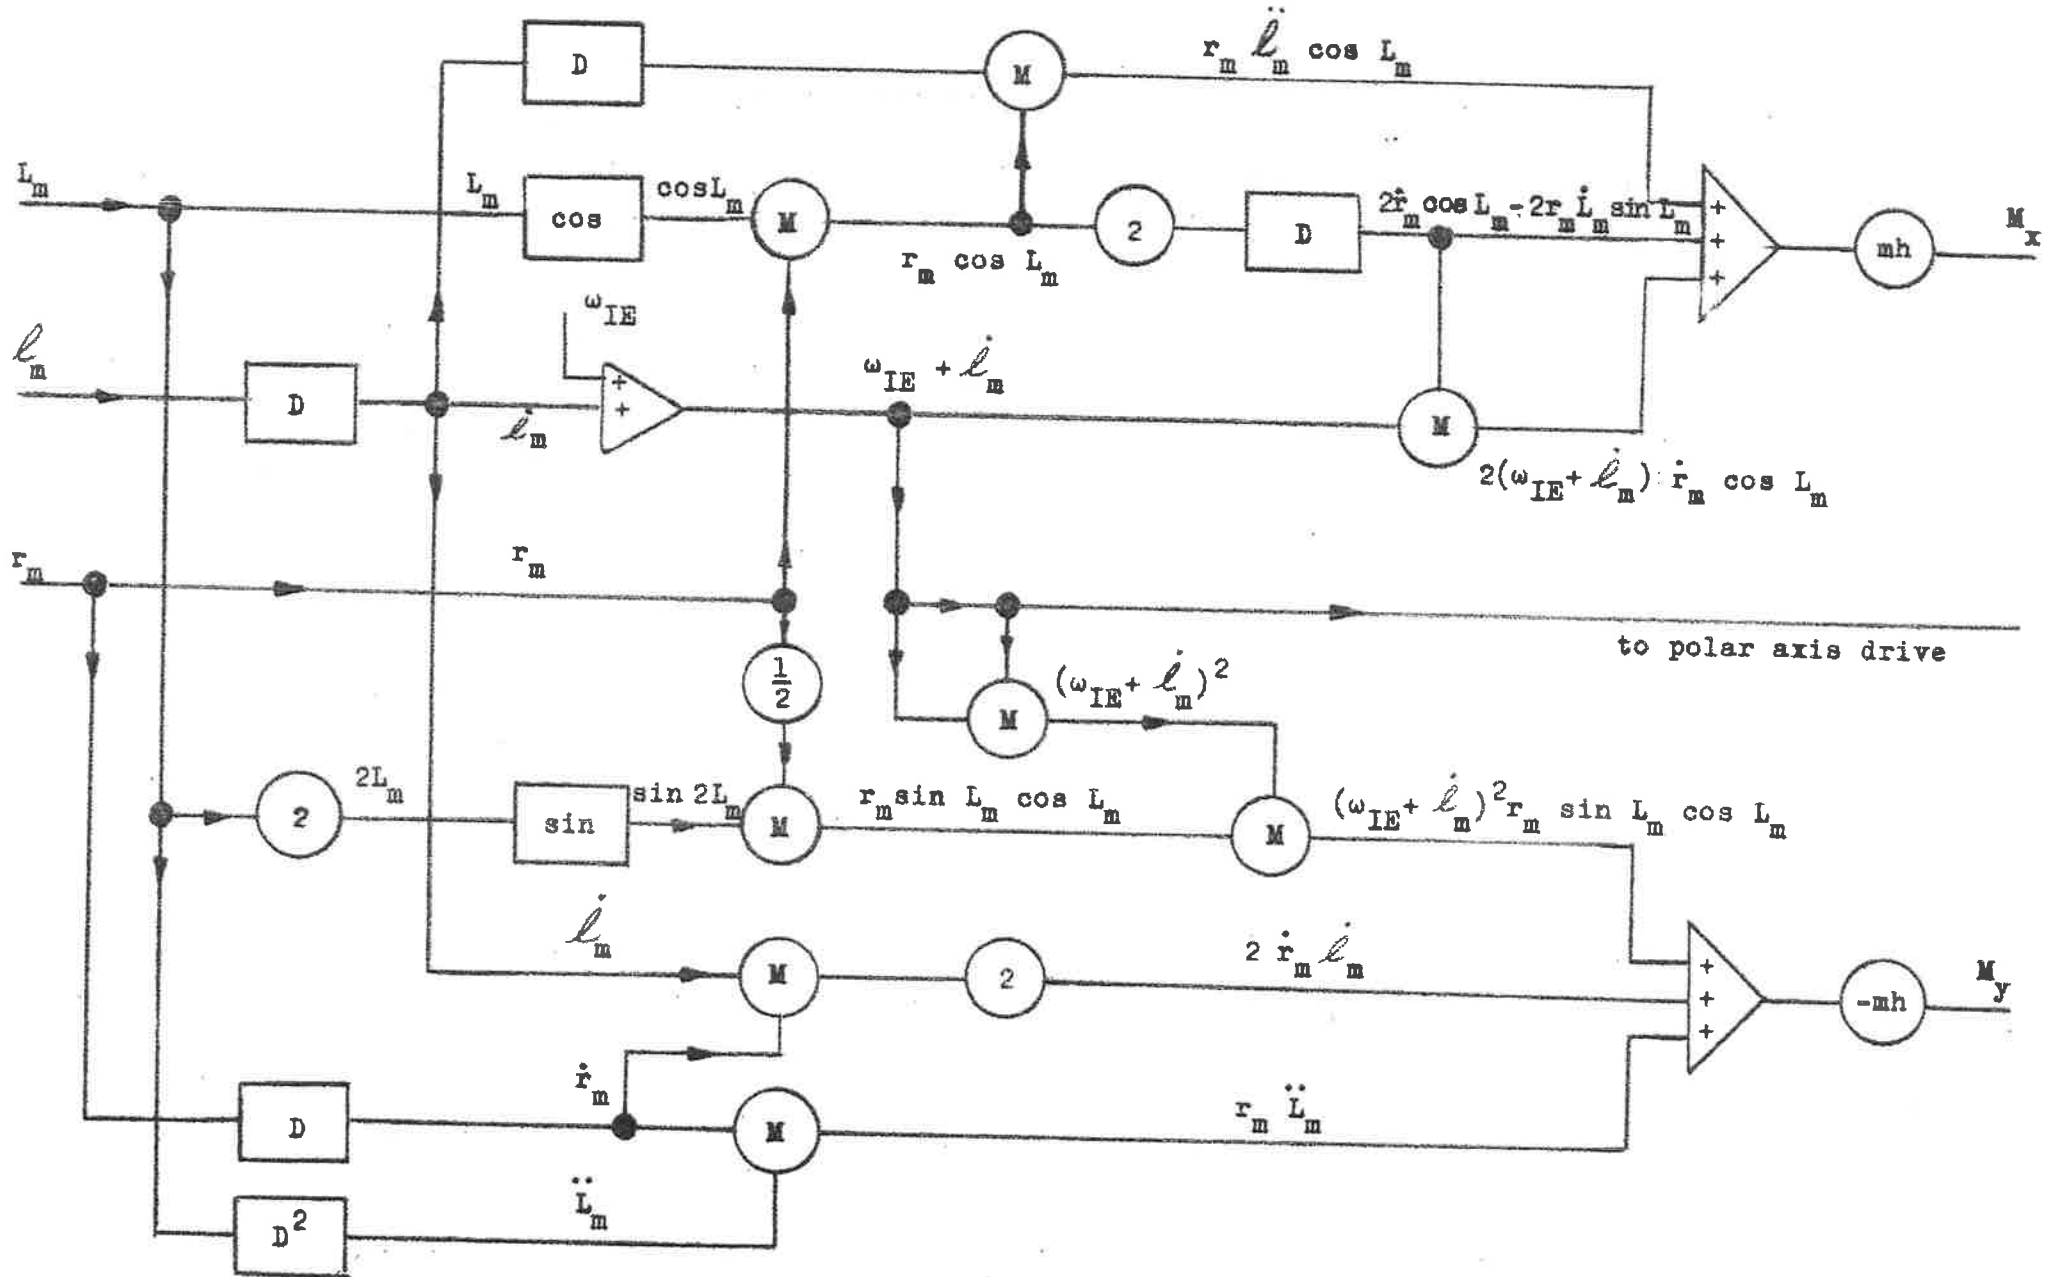 D
M
r_m ℓ̈_m cos L_m
L_m
L_m
cos
cosL_m
M
2
D
2ṙ_m cos L_m - 2r_m L̇_m sin L_m
+
+
+
mh
M_x
r_m cos L_m
ω_IE
ℓ_m
D
ℓ̇_m
+
+
ω_IE + ℓ̇_m
M
2(ω_IE + ℓ̇_m) ṙ_m cos L_m
r_m
r_m
to polar axis drive
1/2
(ω_IE + ℓ̇_m)²
M
2
2L_m
sin
sin 2L_m
M
r_m sin L_m cos L_m
M
(ω_IE + ℓ̇_m)² r_m sin L_m cos L_m
ℓ̇_m
M
2
2 ṙ_m ℓ̇_m
+
+
+
-mh
M_y
D
ṙ_m
M
r_m L̈_m
D²
L̈_m